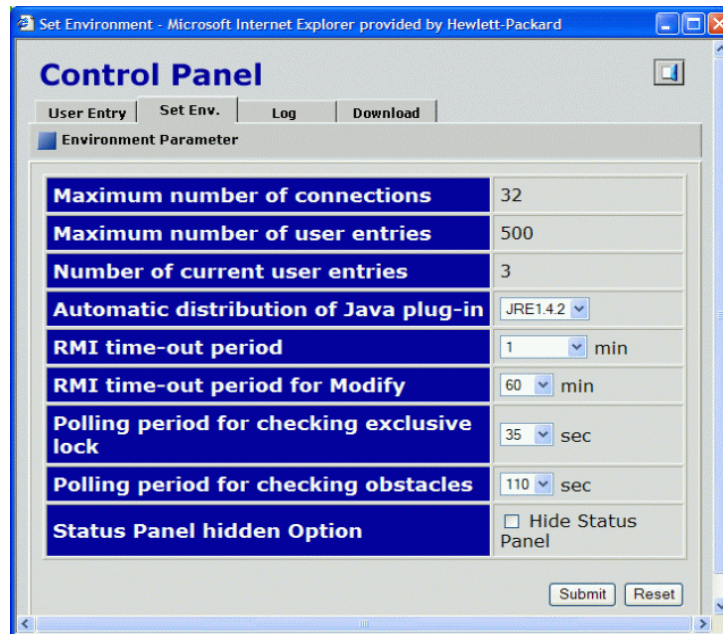 Set Environment - Microsoft Internet Explorer provided by Hewlett-Packard
Control Panel
User Entry Set Env. Log Download
Environment Parameter
Maximum number of connections 32
Maximum number of user entries 500
Number of current user entries 3
Automatic distribution of Java plug-in JRE1.4.2
RMI time-out period 1 min
RMI time-out period for Modify 60 min
Polling period for checking exclusive
lock 35 sec
Polling period for checking obstacles 110 sec
Status Panel hidden Option Hide Status
Panel
Submit Reset